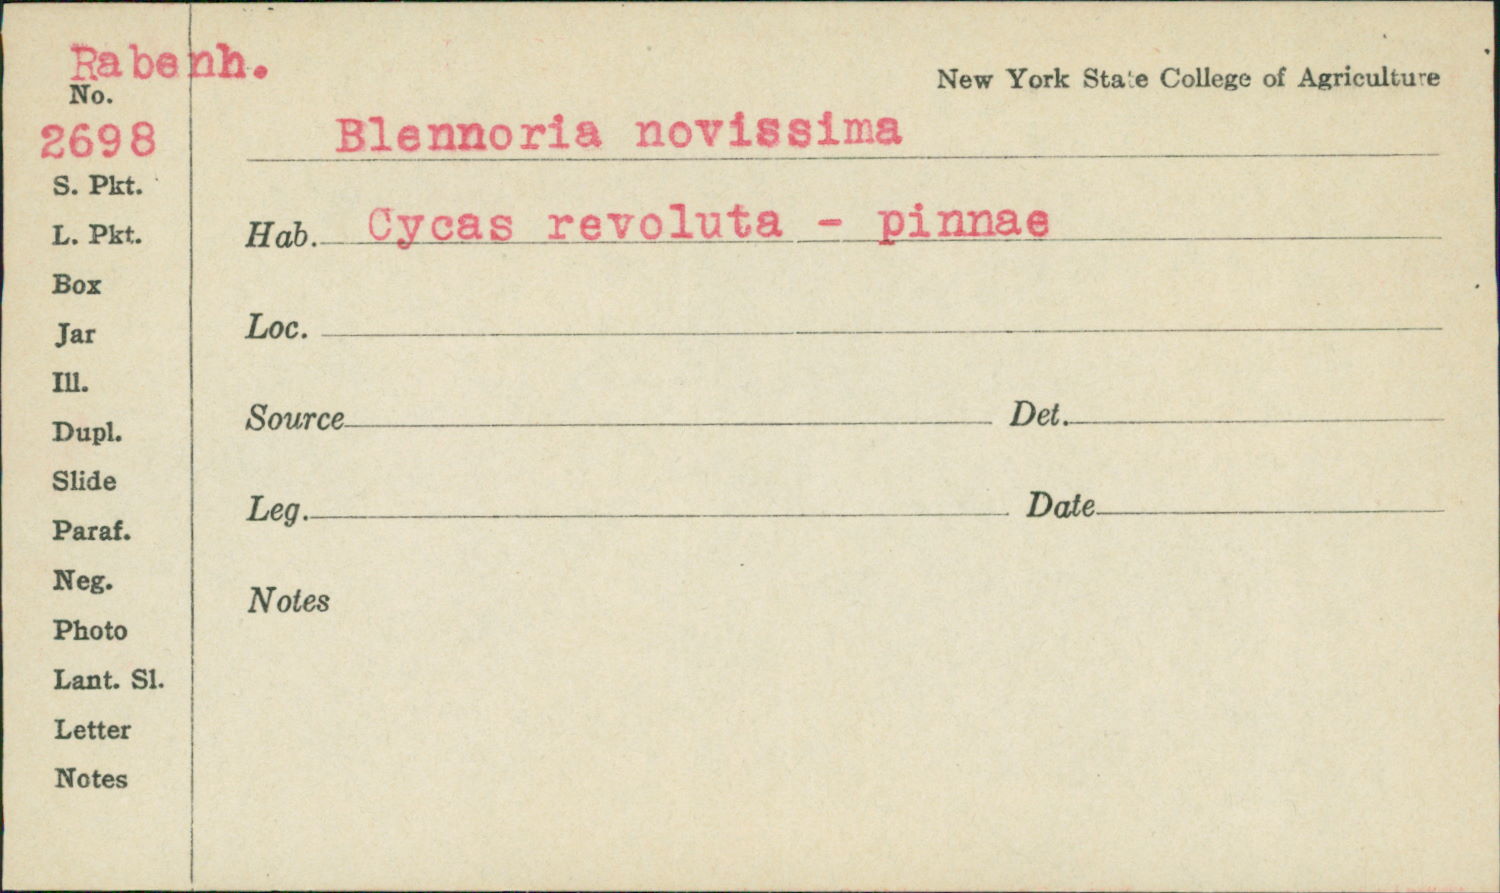 Rabenh.
New York State College of Agriculture
No.
2698
Blennoria novissima
S. Pkt.
L. Pkt.
Hab. Cycas revoluta - pinnae
Box
Jar
Loc.
Ill.
Dupl.
Source Det.
Slide
Paraf.
Leg. Date
Neg.
Notes
Photo
Lant. Sl.
Letter
Notes